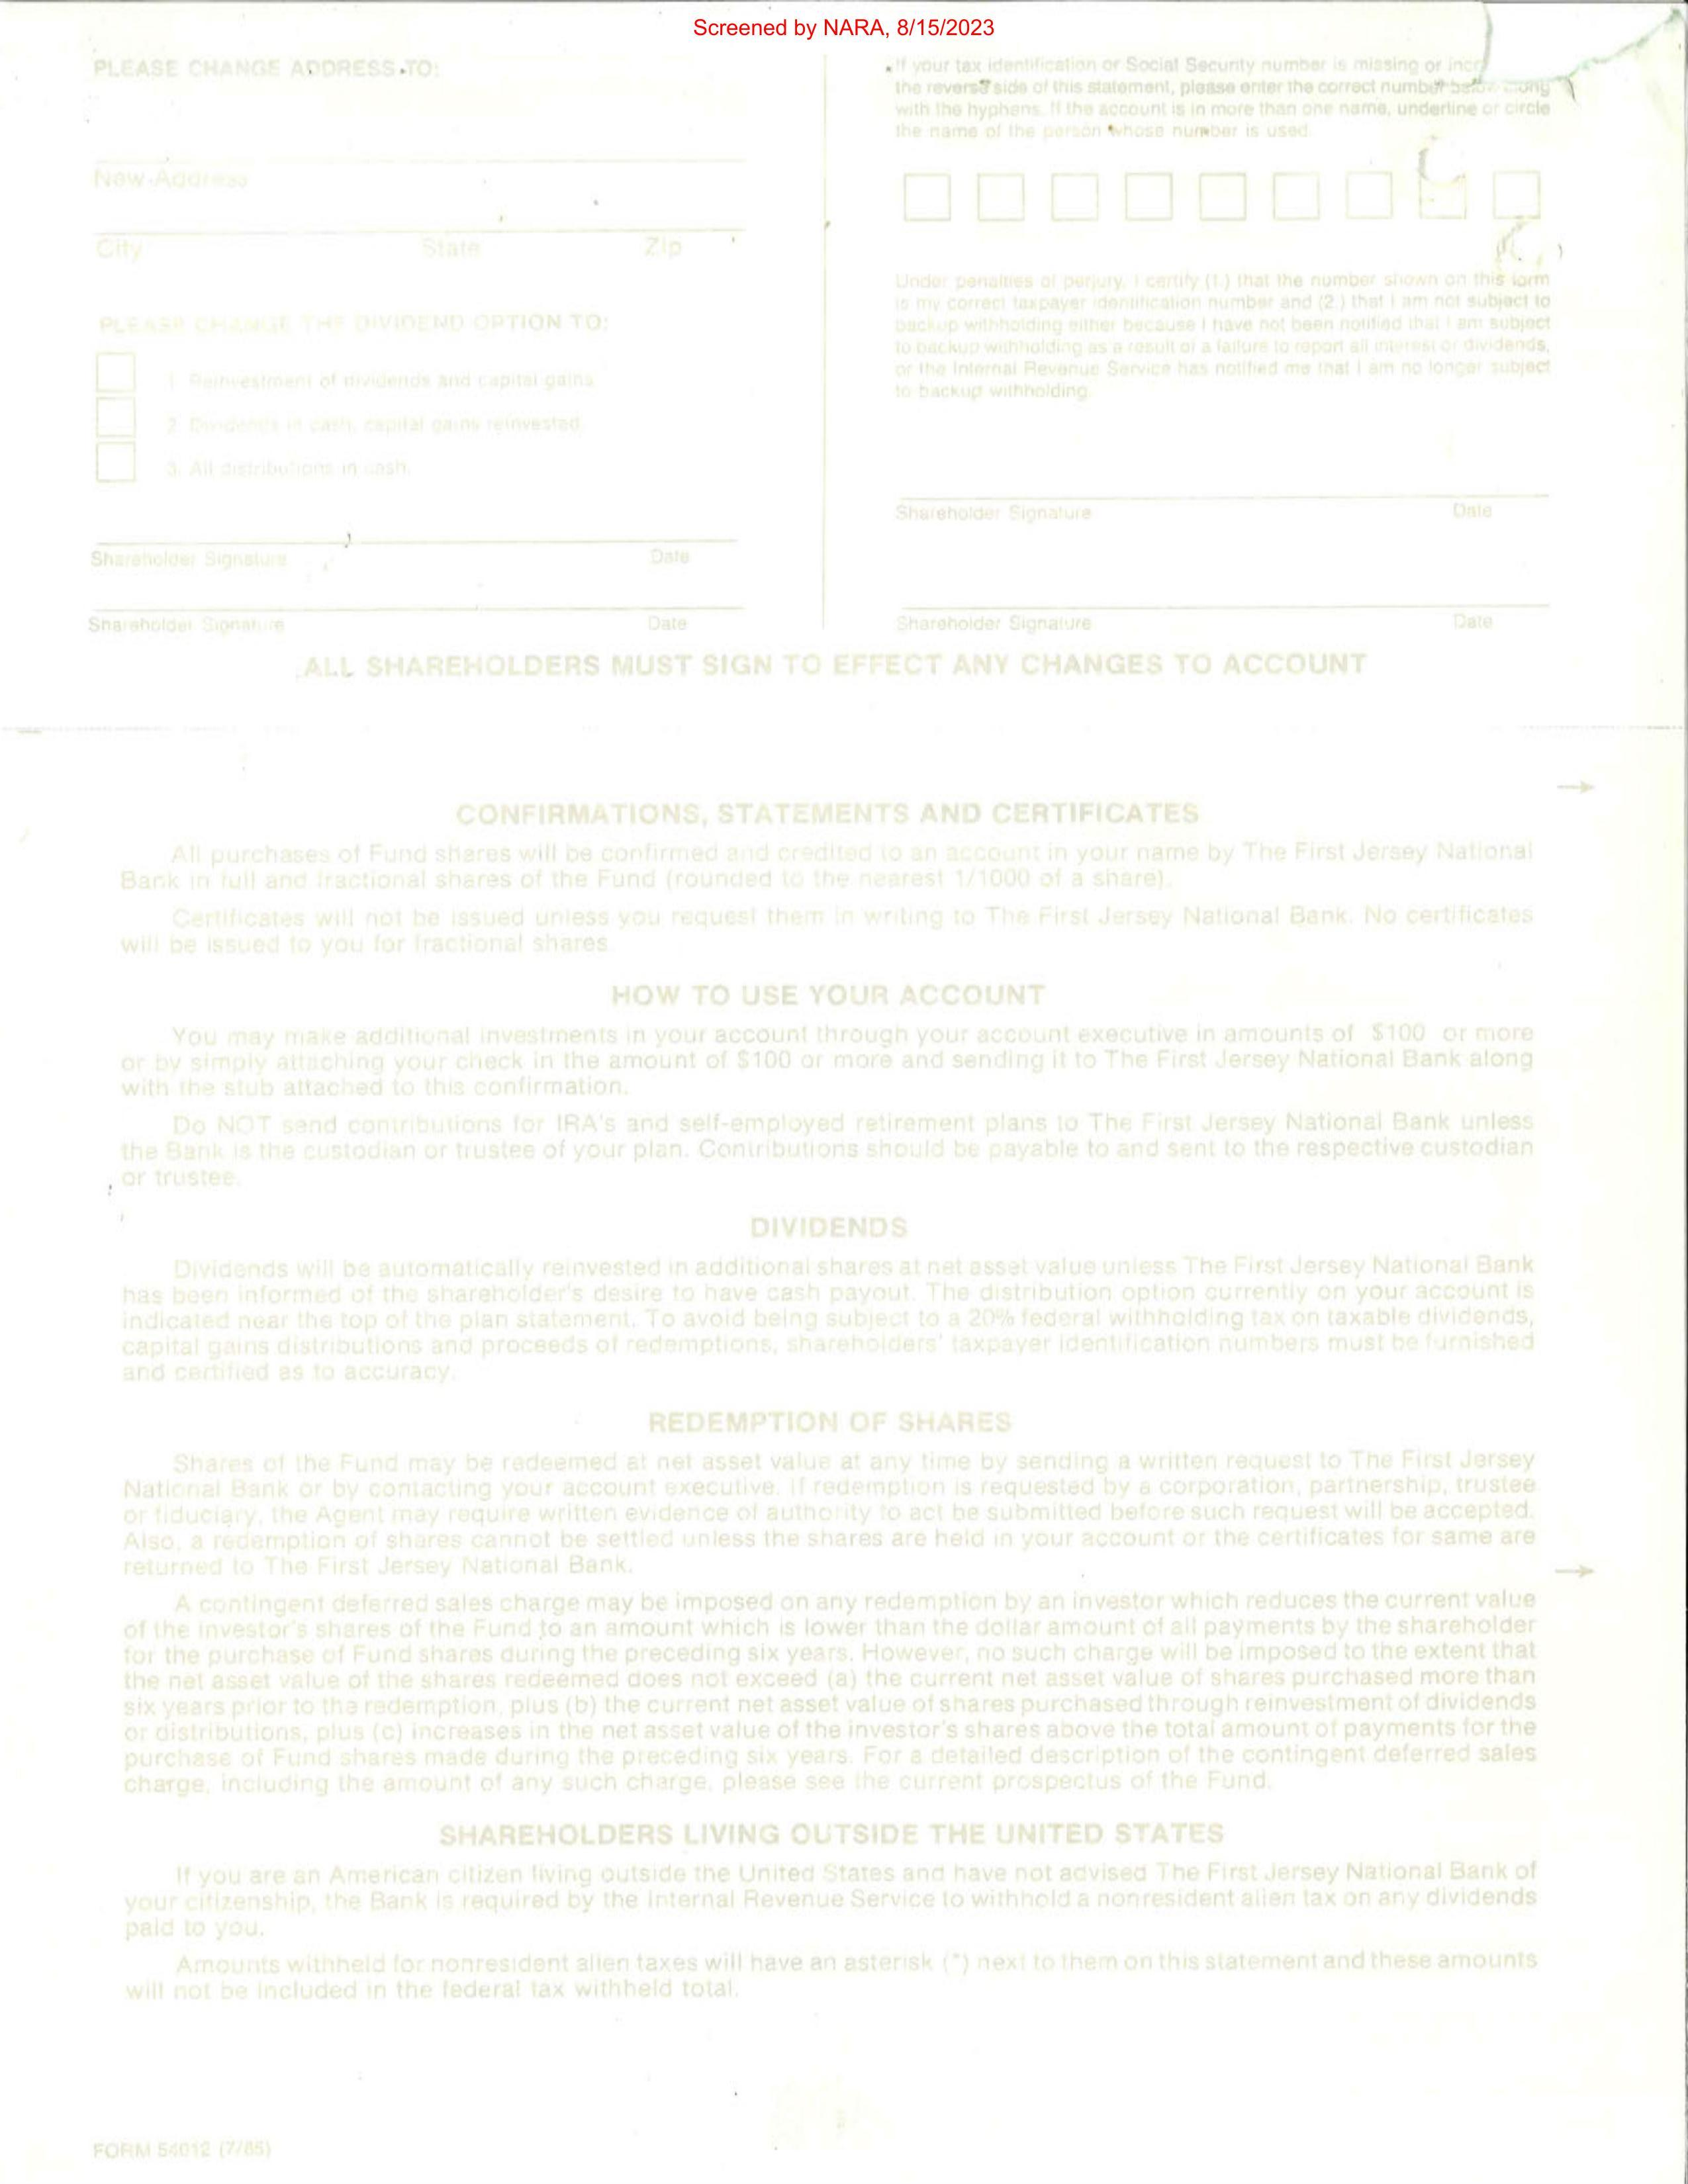 Screened by NARA, 8/15/2023
PLEASE CHANGE ADDRESS TO:
New Address
City State Zip
PLEASE CHANGE THE DIVIDEND OPTION TO:
1. Reinvestment of dividends and capital gains
2. Dividends in cash, capital gains reinvested
3. All distributions in cash.
Shareholder Signature Date
Shareholder Signature Date
If your tax identification or Social Security number is missing or
the reverse side of this statement, please enter the correct number
with the hyphens. If the account is in more than one name, underline or circle
the name of the person whose number is used
Under penalties of perjury, I certify (1.) that the number shown on this form
is my correct taxpayer identification number and (2.) that I am not subject to
backup withholding either because I have not been notified that I am subject
to backup withholding as a result of a failure to report all interest or dividends,
or the Internal Revenue Service has notified me that I am no longer subject
to backup withholding
Shareholder Signature Date
Shareholder Signature Date
ALL SHAREHOLDERS MUST SIGN TO EFFECT ANY CHANGES TO ACCOUNT
→
CONFIRMATIONS, STATEMENTS AND CERTIFICATES
All purchases of Fund shares will be confirmed and credited to an account in your name by The First Jersey National
Bank in full and fractional shares of the Fund (rounded to the nearest 1/1000 of a share).
Certificates will not be issued unless you request them in writing to The First Jersey National Bank. No certificates
will be issued to you for fractional shares
HOW TO USE YOUR ACCOUNT
You may make additional investments in your account through your account executive in amounts of $100 or more
or by simply attaching your check in the amount of $100 or more and sending it to The First Jersey National Bank along
with the stub attached to this confirmation.
Do NOT send contributions for IRA's and self-employed retirement plans to The First Jersey National Bank unless
the Bank is the custodian or trustee of your plan. Contributions should be payable to and sent to the respective custodian
or trustee.
DIVIDENDS
Dividends will be automatically reinvested in additional shares at net asset value unless The First Jersey National Bank
has been informed of the shareholder's desire to have cash payout. The distribution option currently on your account is
indicated near the top of the plan statement. To avoid being subject to a 20% federal withholding tax on taxable dividends,
capital gains distributions and proceeds of redemptions, shareholders' taxpayer identification numbers must be furnished
and certified as to accuracy.
REDEMPTION OF SHARES
Shares of the Fund may be redeemed at net asset value at any time by sending a written request to The First Jersey
National Bank or by contacting your account executive. If redemption is requested by a corporation, partnership, trustee
or fiduciary, the Agent may require written evidence of authority to act be submitted before such request will be accepted.
Also, a redemption of shares cannot be settled unless the shares are held in your account or the certificates for same are
returned to The First Jersey National Bank.
→
A contingent deferred sales charge may be imposed on any redemption by an investor which reduces the current value
of the investor's shares of the Fund to an amount which is lower than the dollar amount of all payments by the shareholder
for the purchase of Fund shares during the preceding six years. However, no such charge will be imposed to the extent that
the net asset value of the shares redeemed does not exceed (a) the current net asset value of shares purchased more than
six years prior to the redemption, plus (b) the current net asset value of shares purchased through reinvestment of dividends
or distributions, plus (c) increases in the net asset value of the investor's shares above the total amount of payments for the
purchase of Fund shares made during the preceding six years. For a detailed description of the contingent deferred sales
charge, including the amount of any such charge, please see the current prospectus of the Fund.
SHAREHOLDERS LIVING OUTSIDE THE UNITED STATES
If you are an American citizen living outside the United States and have not advised The First Jersey National Bank of
your citizenship, the Bank is required by the Internal Revenue Service to withhold a nonresident alien tax on any dividends
paid to you.
Amounts withheld for nonresident alien taxes will have an asterisk (*) next to them on this statement and these amounts
will not be included in the federal tax withheld total.
FORM 54012 (7/85)